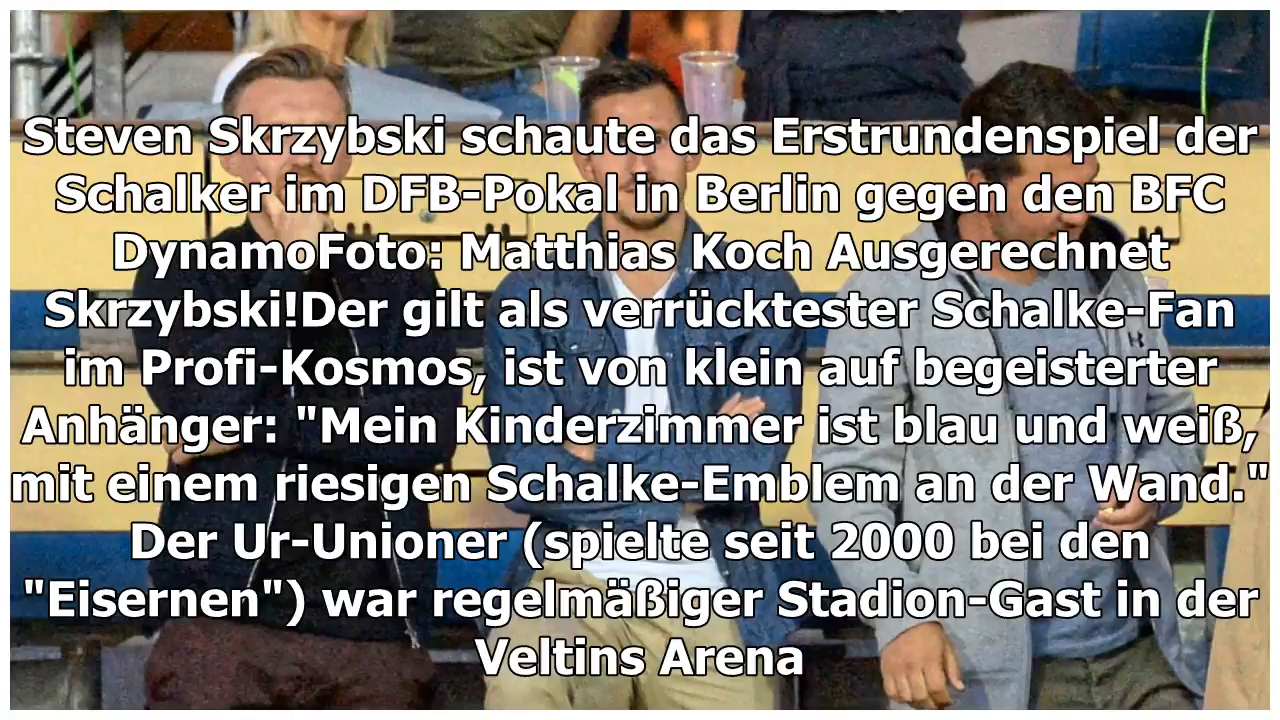 Steven Skrzybski schaute das Erstrundenspiel der
Schalker im DFB-Pokal in Berlin gegen den BFC
DynamoFoto: Matthias Koch Ausgerechnet
Skrzybski!Der gilt als verrücktester Schalke-Fan
im Profi-Kosmos, ist von klein auf begeisterter
Anhänger: "Mein Kinderzimmer ist blau und weiß,
mit einem riesigen Schalke-Emblem an der Wand."
Der Ur-Unioner (spielte seit 2000 bei den
"Eisernen") war regelmäßiger Stadion-Gast in der
Veltins Arena